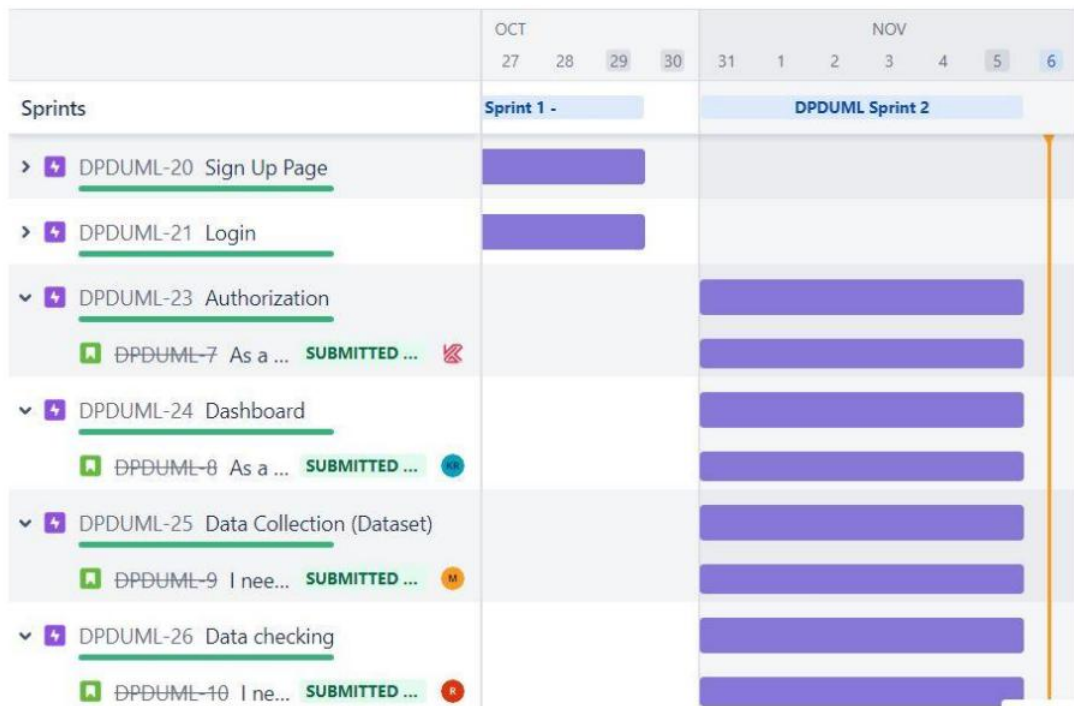 OCT NOV
27 28 29 30 31 1 2 3 4 5 6
Sprints Sprint 1 - DPDUML Sprint 2
DPDUML-20 Sign Up Page
DPDUML-21 Login
DPDUML-23 Authorization
DPDUML-7 As a ... SUBMITTED ...
DPDUML-24 Dashboard
DPDUML-8 As a ... SUBMITTED ... KR
DPDUML-25 Data Collection (Dataset)
DPDUML-9 I nee... SUBMITTED ... M
DPDUML-26 Data checking
DPDUML-10 I ne... SUBMITTED ... R